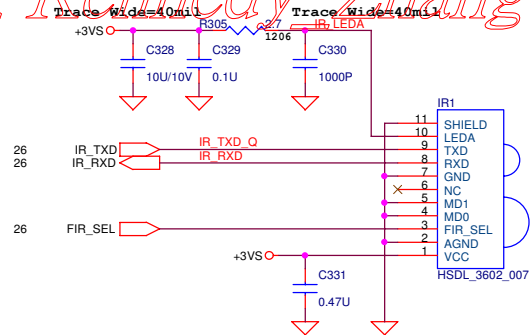 Trace Wide=40mil
Trace Wide=40mil
R305
2.7
IR_LEDA
+3VS
1206
C328
C329
C330
10U/10V
0.1U
1000P
IR1
11 SHIELD
10 LEDA
26 IR_TXD IR_TXD_Q 9 TXD
26 IR_RXD IR_RXD 8 RXD
7 GND
6 NC
5 MD1
4 MD0
26 FIR_SEL 3 FIR_SEL
2 AGND
+3VS 1 VCC
HSDL_3602_007
C331
0.47U